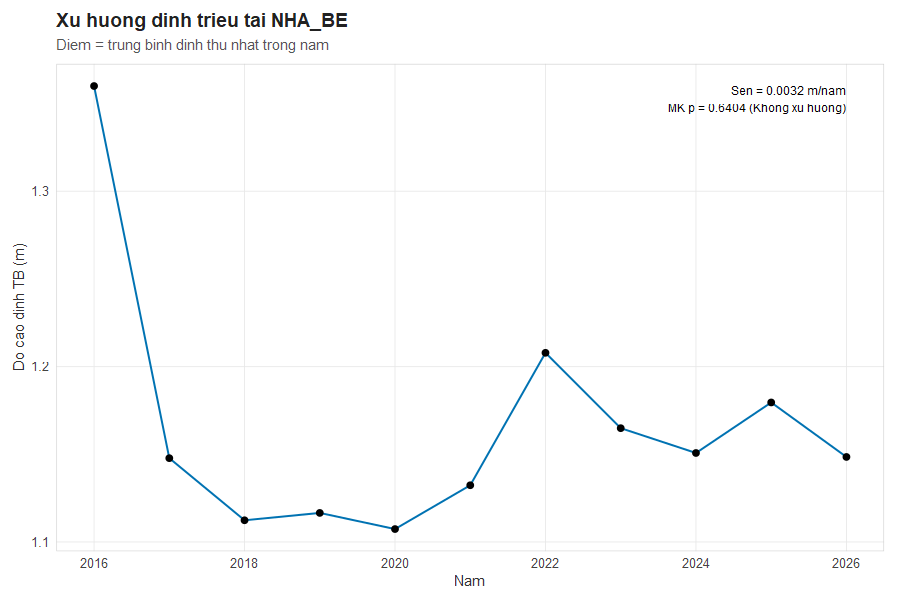 Xu huong dinh trieu tai NHA_BE
Diem = trung binh dinh thu nhat trong nam
Sen = 0.0032 m/nam
MK p = 0.6404 (Khong xu huong)
Do cao dinh TB (m)
1.3
1.2
1.1
2016 2018 2020 2022 2024 2026
Nam